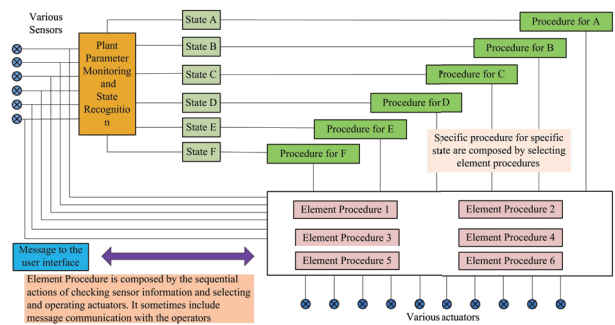 Various
Sensors
Plant
Parameter
Monitoring
and
State
Recognitio
n
State A
State B
State C
State D
State E
State F
Procedure for A
Procedure for B
Procedure for C
Procedure for D
Procedure for E
Procedure for F
Specific procedure for specific
state are composed by selecting
element procedures
Element Procedure 1
Element Procedure 2
Element Procedure 3
Element Procedure 4
Element Procedure 5
Element Procedure 6
Message to the
user interface
Element Procedure is composed by the sequential
actions of checking sensor information and selecting
and operating actuators. It sometimes include
message communication with the operators
Various actuators